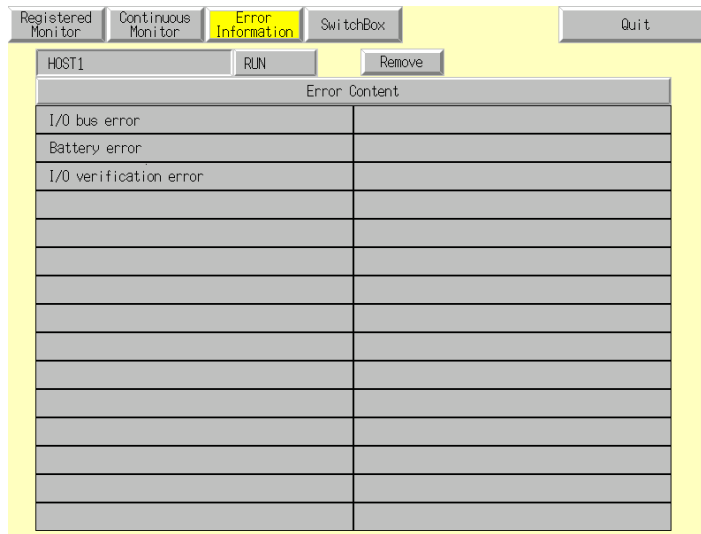 Registered Monitor
Continuous Monitor
Error Information
SwitchBox
Quit
HOST1
RUN
Remove
Error Content
I/O bus error
Battery error
I/O verification error